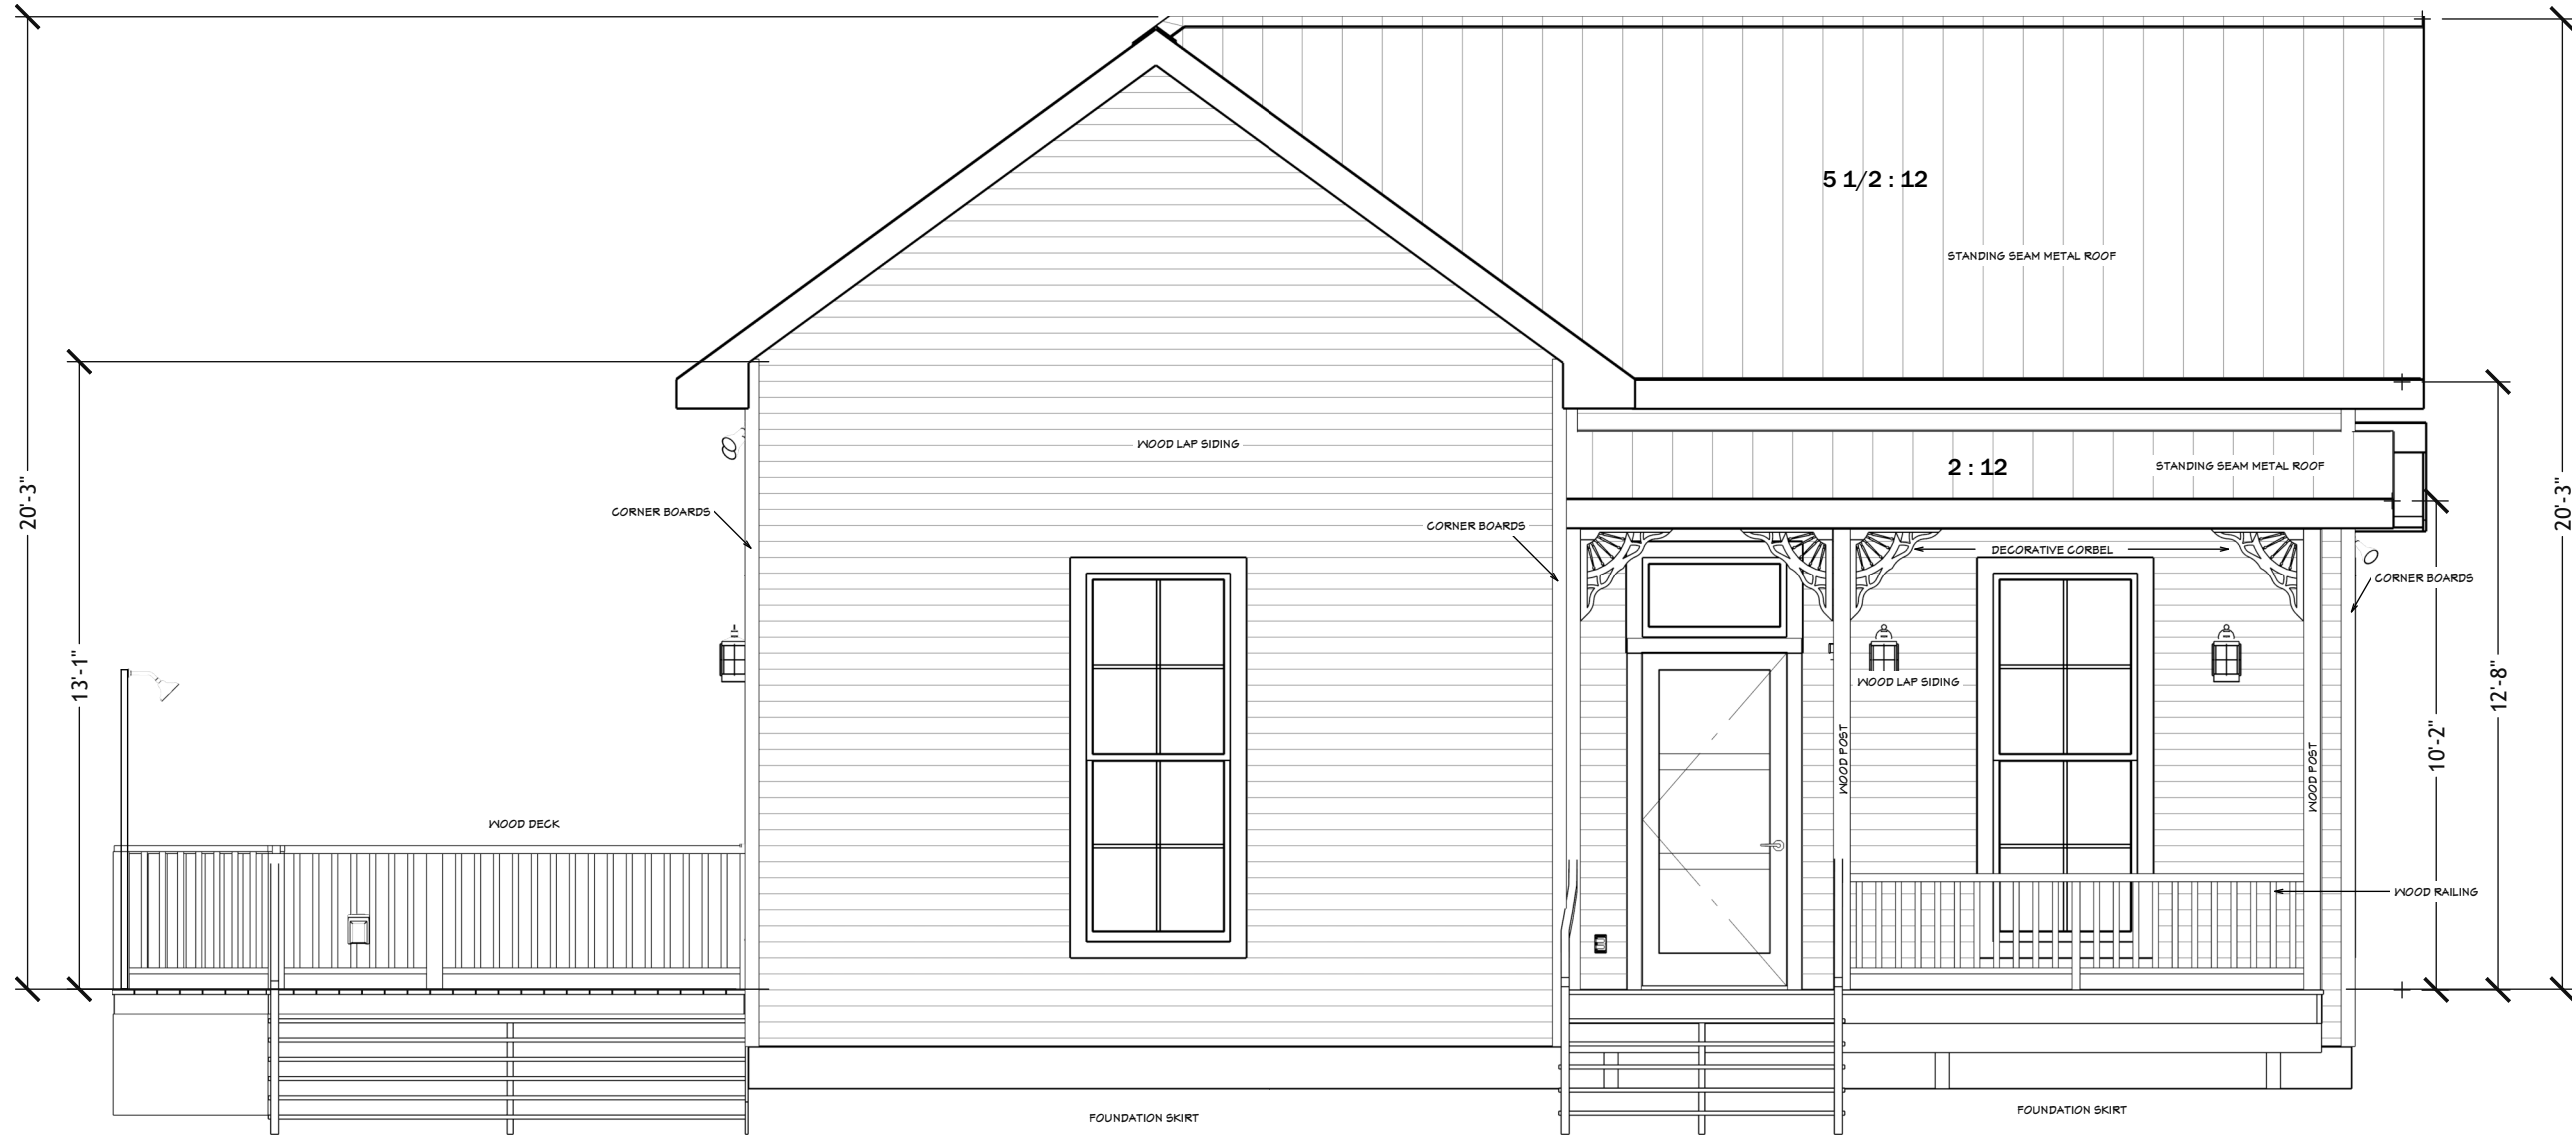 5 1/2 : 12
STANDING SEAM METAL ROOF
WOOD LAP SIDING
2 : 12
STANDING SEAM METAL ROOF
20'-3"
20'-3"
CORNER BOARDS
CORNER BOARDS
DECORATIVE CORBEL
CORNER BOARDS
13'-1"
WOOD LAP SIDING
12'-8"
10'-2"
WOOD POST
WOOD POST
WOOD DECK
WOOD RAILING
FOUNDATION SKIRT
FOUNDATION SKIRT